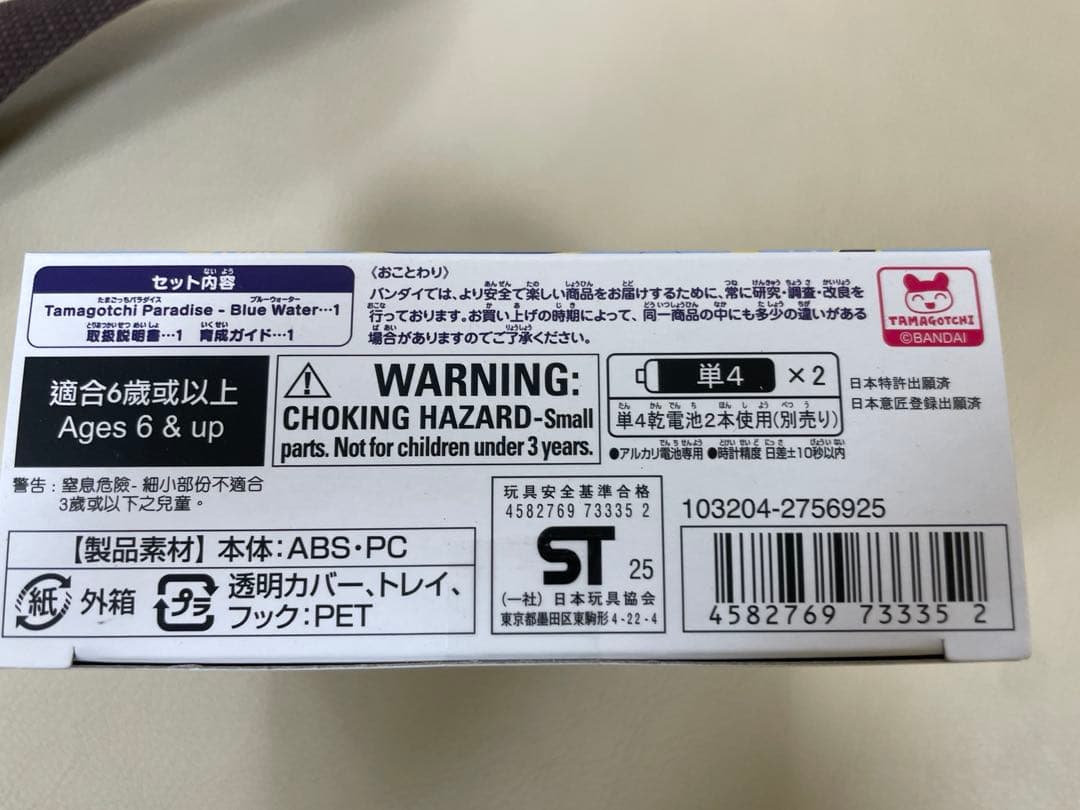 セット内容
Tamagotchi Paradise - Blue Water…1
取扱説明書…1 育成ガイド…1
〈おことわり〉
バンダイでは、より安全で楽しい商品をお届けするために、常に研究・調査・改良を
行っております。お買い上げの時期によって、同一商品の中にも多少の違いがある
場合がありますのでご了承ください。
TAMAGOTCHI
©BANDAI
適合6歲或以上
Ages 6 & up
WARNING:
CHOKING HAZARD-Small
parts. Not for children under 3 years.
単4 ×2
単4乾電池2本使用(別売り)
●アルカリ電池専用 ●時計精度 日差±10秒以内
日本特許出願済
日本意匠登録出願済
警告 : 窒息危險- 細小部份不適合
3歲或以下之兒童。
【製品素材】本体:ABS・PC
紙 外箱
プラ 透明カバー、トレイ、
フック:PET
玩具安全基準合格
4582769 73335 2
ST 25
(一社) 日本玩具協会
東京都墨田区東駒形4-22-4
103204-2756925
4582769 73335 2